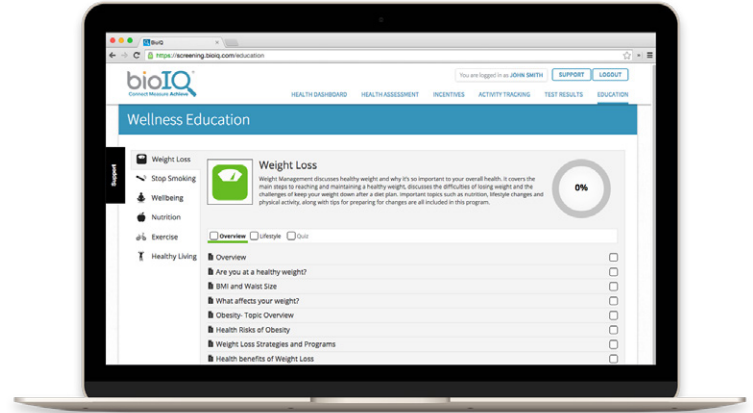 BioIQ
https://screening.bioiq.com/education
bioIQ
Connect Measure Achieve
You are logged in as JOHN SMITH
SUPPORT
LOGOUT
HEALTH DASHBOARD
HEALTH ASSESSMENT
INCENTIVES
ACTIVITY TRACKING
TEST RESULTS
EDUCATION
Wellness Education
Support
Weight Loss
Stop Smoking
Wellbeing
Nutrition
Exercise
Healthy Living
Weight Loss
Weight Management discusses healthy weight and why it's so important to your overall health. It covers the
main steps to reaching and maintaining a healthy weight, discusses the difficulties of losing weight and the
challenges of keep your weight down after a diet plan. Important topics such as nutrition, lifestyle changes and
physical activity, along with tips for preparing for changes are all included in this program.
0%
Overview
Lifestyle
Quiz
Overview
Are you at a healthy weight?
BMI and Waist Size
What affects your weight?
Obesity- Topic Overview
Health Risks of Obesity
Weight Loss Strategies and Programs
Health benefits of Weight Loss